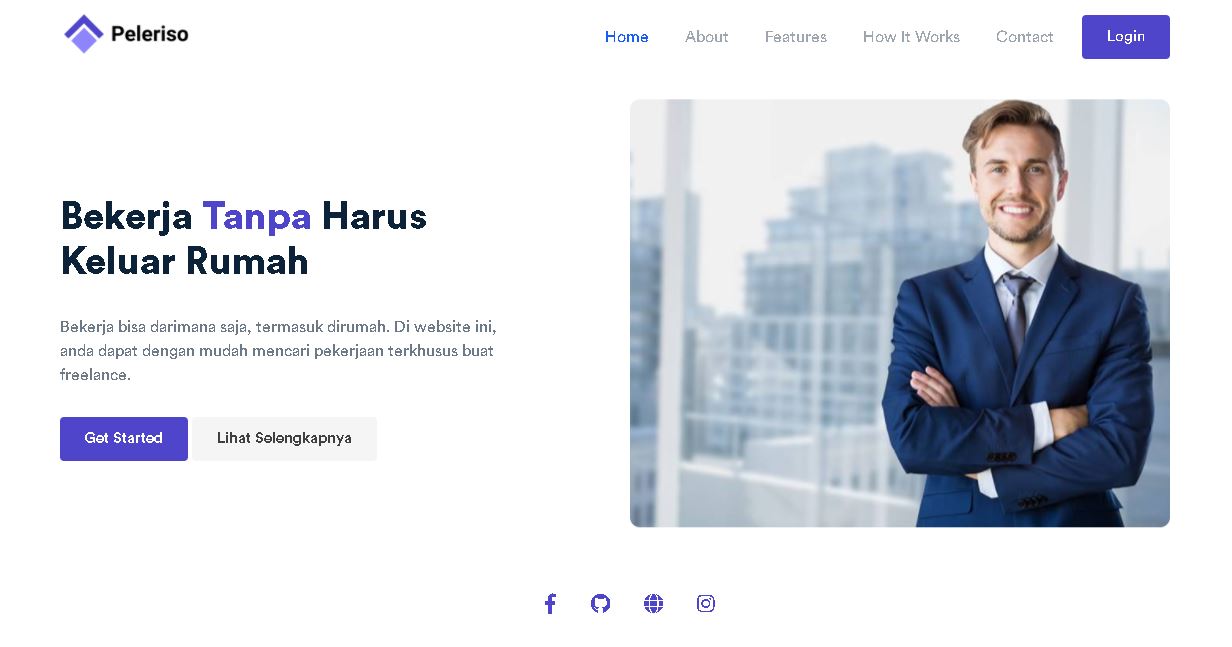 Peleriso
Home About Features How It Works Contact Login
Bekerja Tanpa Harus
Keluar Rumah
Bekerja bisa darimana saja, termasuk dirumah. Di website ini,
anda dapat dengan mudah mencari pekerjaan terkhusus buat
freelance.
Get Started Lihat Selengkapnya